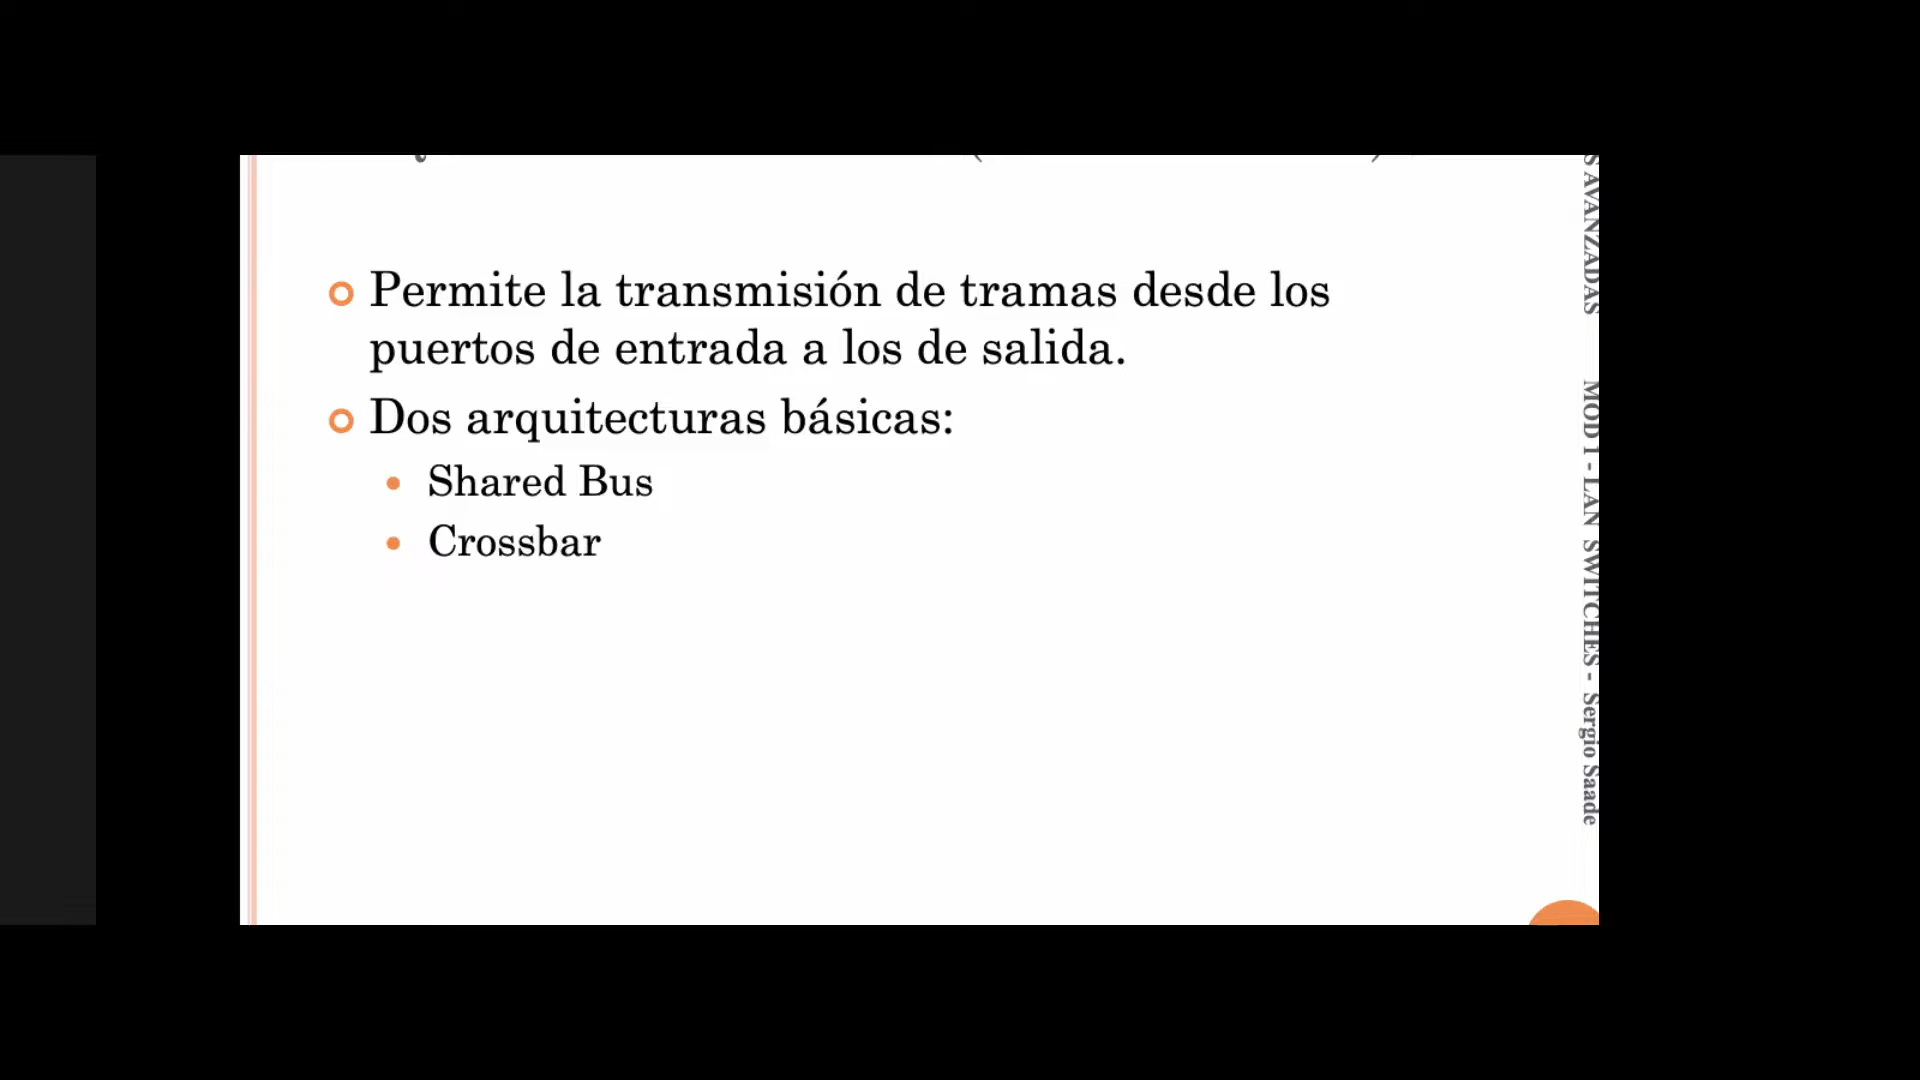 Permite la transmisión de tramas desde los
puertos de entrada a los de salida.
Dos arquitecturas básicas:
Shared Bus
Crossbar
S AVANZADAS MOD 1 - LAN SWITCHES - Sergio Saade